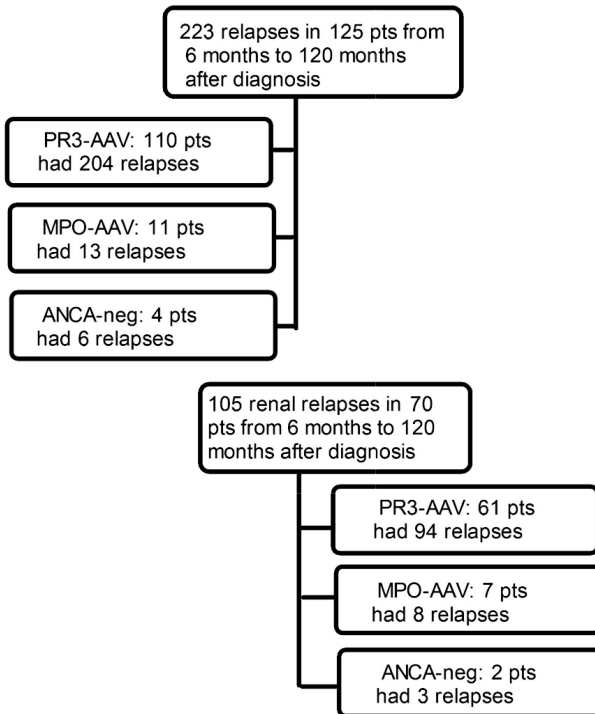 223 relapses in 125 pts from
6 months to 120 months
after diagnosis
PR3-AAV: 110 pts
had 204 relapses
MPO-AAV: 11 pts
had 13 relapses
ANCA-neg: 4 pts
had 6 relapses
105 renal relapses in 70
pts from 6 months to 120
months after diagnosis
PR3-AAV: 61 pts
had 94 relapses
MPO-AAV: 7 pts
had 8 relapses
ANCA-neg: 2 pts
had 3 relapses